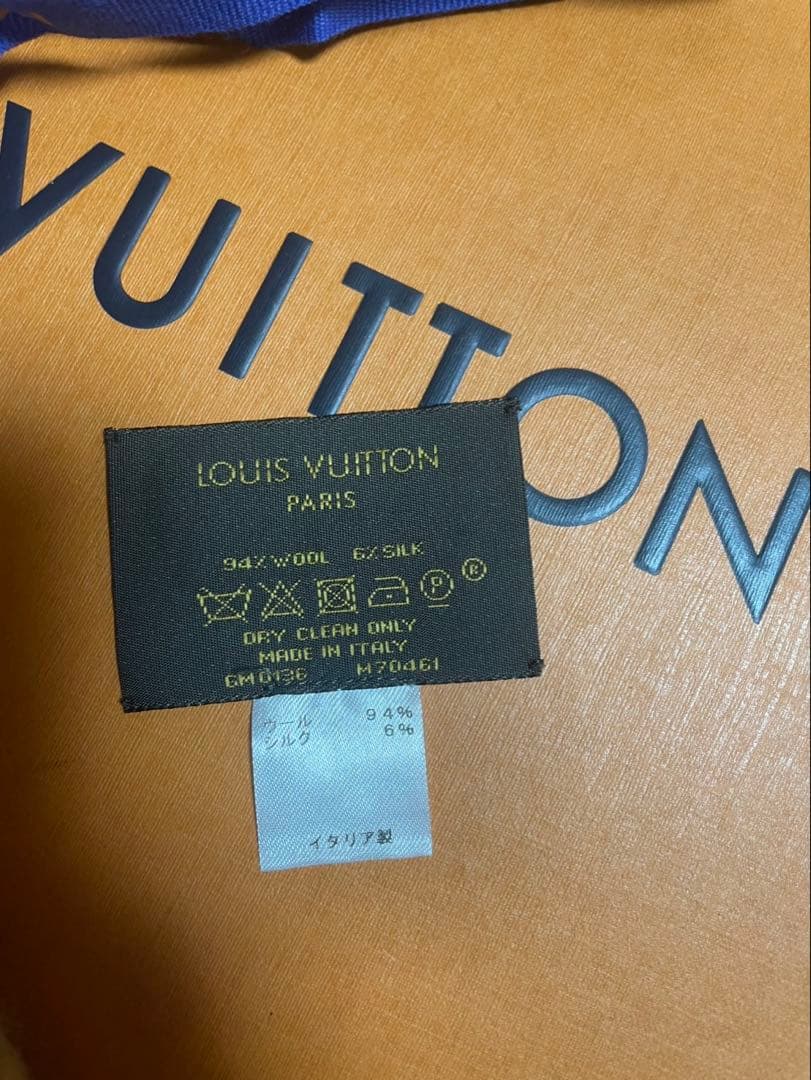 VUITTON
LOUIS VUITTON
PARIS
94% WOOL 6% SILK
P ®
DRY CLEAN ONLY
MADE IN ITALY
GM0136 M70461
ウール 94%
シルク 6%
イタリア製